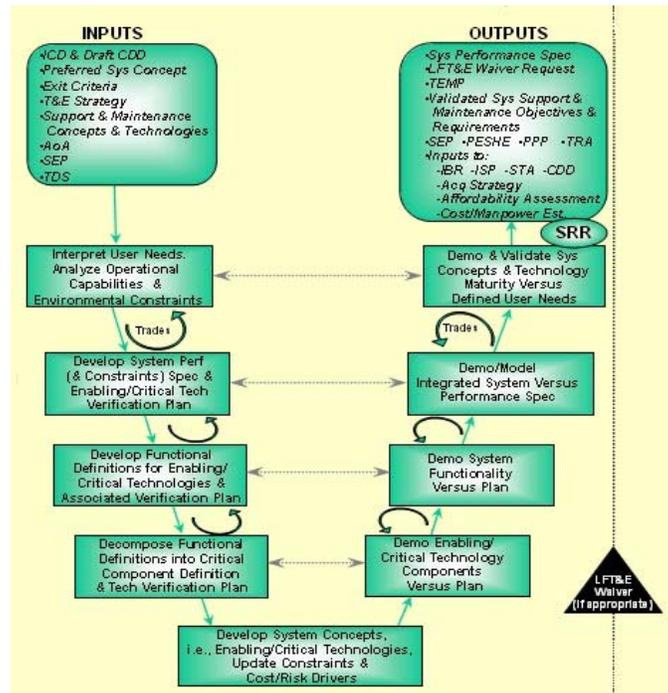 INPUTS
•ICD & Draft CDD
•Preferred Sys Concept
•Exit Criteria
•T&E Strategy
•Support & Maintenance
Concepts & Technologies
•AoA
•SEP
•TDS
OUTPUTS
•Sys Performance Spec
•LFT&E Waiver Request
•TEMP
•Validated Sys Support &
Maintenance Objectives &
Requirements
•SEP •PESHE •PPP •TRA
•Inputs to:
-IBR -ISP -STA -CDD
-Acq Strategy
-Affordability Assessment
-Cost/Manpower Est.
SRR
Interpret User Needs.
Analyze Operational
Capabilities &
Environmental Constraints
Demo & Validate Sys
Concepts & Technology
Maturity Versus
Defined User Needs
Trades
Trades
Develop System Perf
(& Constraints) Spec &
Enabling/Critical Tech
Verification Plan
Demo/Model
Integrated System Versus
Performance Spec
Develop Functional
Definitions for Enabling/
Critical Technologies &
Associated Verification Plan
Demo System
Functionality
Versus Plan
Decompose Functional
Definitions into Critical
Component Definition
& Tech Verification Plan
Demo Enabling/
Critical Technology
Components
Versus Plan
LFT&E
Waiver
(if appropriate)
Develop System Concepts,
i.e., Enabling/Critical Technologies,
Update Constraints &
Cost/Risk Drivers